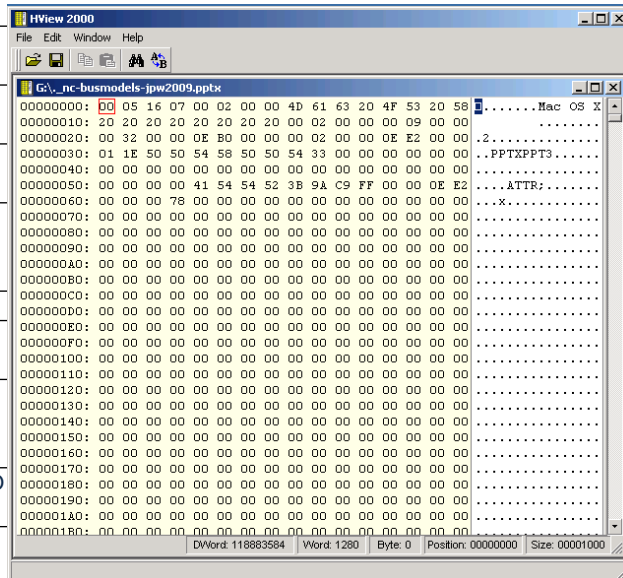 HView 2000
File Edit Window Help
G:\._nc-busmodels-jpw2009.pptx
00000000: 00 05 16 07 00 02 00 00 4D 61 63 20 4F 53 20 58 ▯.......Mac OS X
00000010: 20 20 20 20 20 20 20 20 00 02 00 00 00 09 00 00 ........
00000020: 00 32 00 00 0E B0 00 00 00 02 00 00 0E E2 00 00 .2..............
00000030: 01 1E 50 50 54 58 50 50 54 33 00 00 00 00 00 00 ..PPTXPPT3......
00000040: 00 00 00 00 00 00 00 00 00 00 00 00 00 00 00 00 ................
00000050: 00 00 00 00 41 54 54 52 3B 9A C9 FF 00 00 0E E2 ....ATTR;.......
00000060: 00 00 00 78 00 00 00 00 00 00 00 00 00 00 00 00 ...x............
00000070: 00 00 00 00 00 00 00 00 00 00 00 00 00 00 00 00 ................
00000080: 00 00 00 00 00 00 00 00 00 00 00 00 00 00 00 00 ................
00000090: 00 00 00 00 00 00 00 00 00 00 00 00 00 00 00 00 ................
000000A0: 00 00 00 00 00 00 00 00 00 00 00 00 00 00 00 00 ................
000000B0: 00 00 00 00 00 00 00 00 00 00 00 00 00 00 00 00 ................
000000C0: 00 00 00 00 00 00 00 00 00 00 00 00 00 00 00 00 ................
000000D0: 00 00 00 00 00 00 00 00 00 00 00 00 00 00 00 00 ................
000000E0: 00 00 00 00 00 00 00 00 00 00 00 00 00 00 00 00 ................
000000F0: 00 00 00 00 00 00 00 00 00 00 00 00 00 00 00 00 ................
00000100: 00 00 00 00 00 00 00 00 00 00 00 00 00 00 00 00 ................
00000110: 00 00 00 00 00 00 00 00 00 00 00 00 00 00 00 00 ................
00000120: 00 00 00 00 00 00 00 00 00 00 00 00 00 00 00 00 ................
00000130: 00 00 00 00 00 00 00 00 00 00 00 00 00 00 00 00 ................
00000140: 00 00 00 00 00 00 00 00 00 00 00 00 00 00 00 00 ................
00000150: 00 00 00 00 00 00 00 00 00 00 00 00 00 00 00 00 ................
00000160: 00 00 00 00 00 00 00 00 00 00 00 00 00 00 00 00 ................
00000170: 00 00 00 00 00 00 00 00 00 00 00 00 00 00 00 00 ................
00000180: 00 00 00 00 00 00 00 00 00 00 00 00 00 00 00 00 ................
00000190: 00 00 00 00 00 00 00 00 00 00 00 00 00 00 00 00 ................
000001A0: 00 00 00 00 00 00 00 00 00 00 00 00 00 00 00 00 ................
000001B0: 00 00 00 00 00 00 00 00 00 00 00 00 00 00 00 00 ................
DWord: 118883584 Word: 1280 Byte: 0 Position: 00000000 Size: 00001000